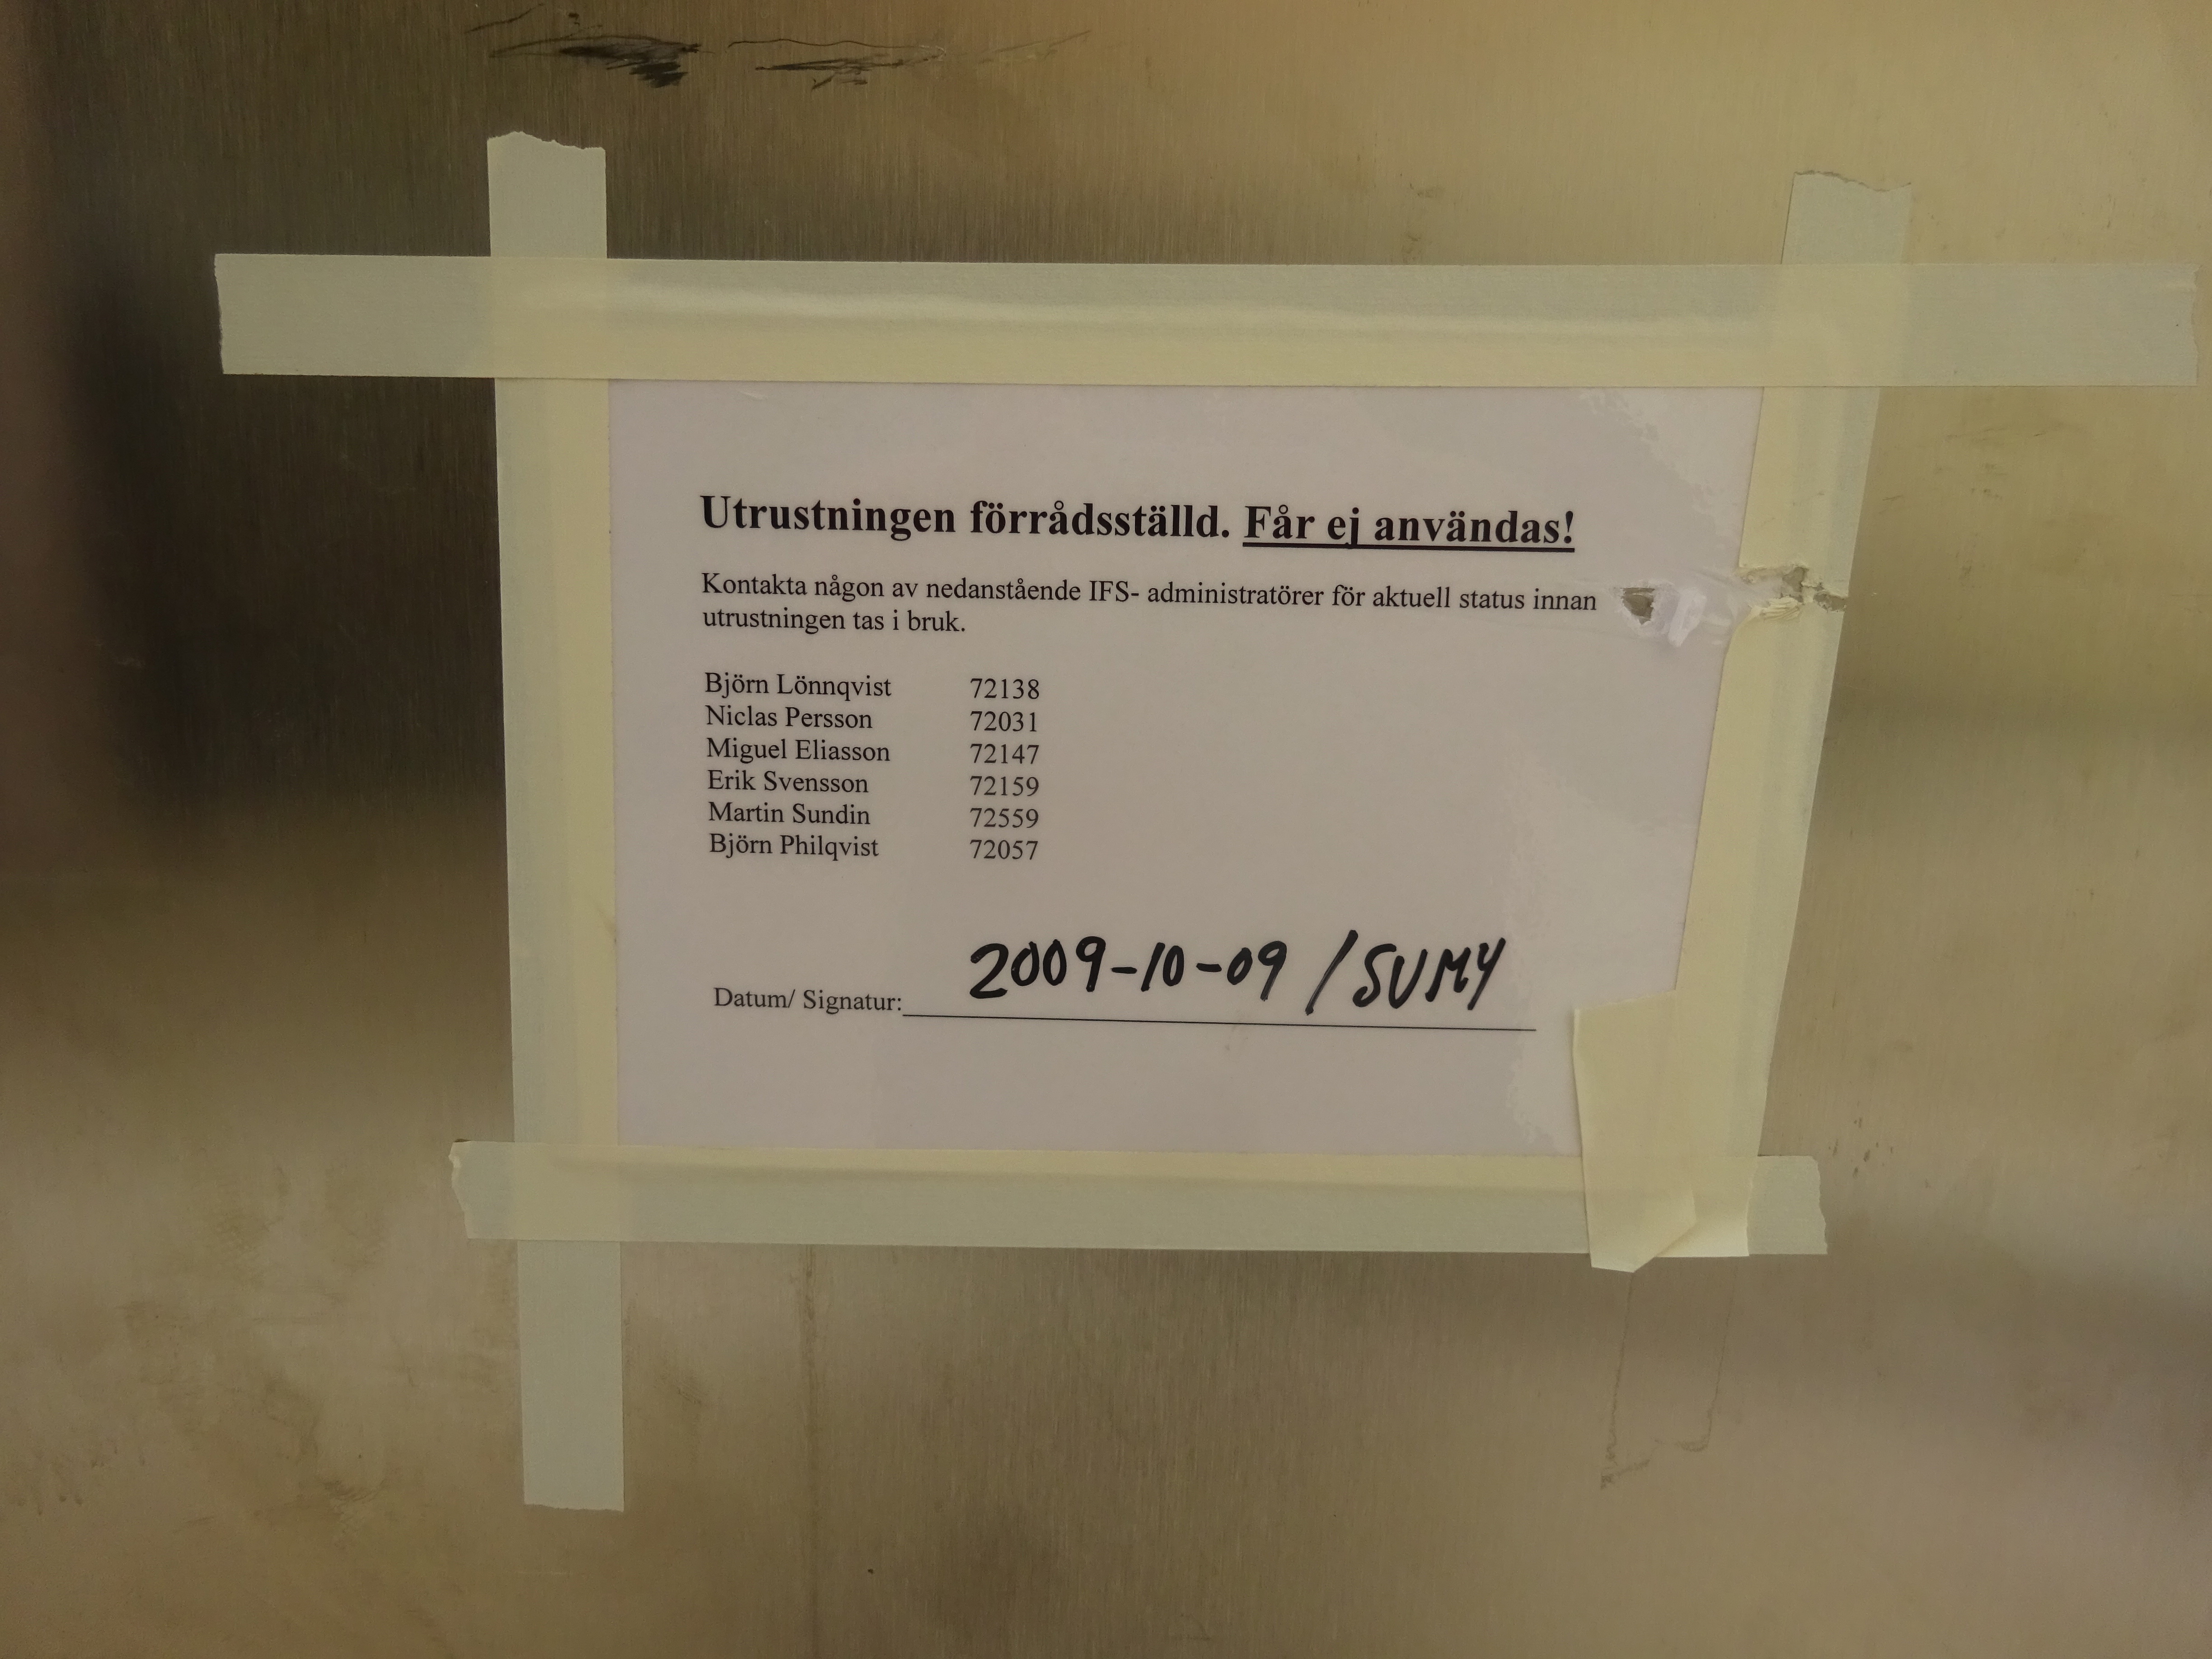 Utrustningen förrådsställd. Får ej användas!
Kontakta någon av nedanstående IFS- administratörer för aktuell status innan
utrustningen tas i bruk.
Björn Lönnqvist 72138
Niclas Persson 72031
Miguel Eliasson 72147
Erik Svensson 72159
Martin Sundin 72559
Björn Philqvist 72057
Datum/ Signatur: 2009-10-09 /SUMY